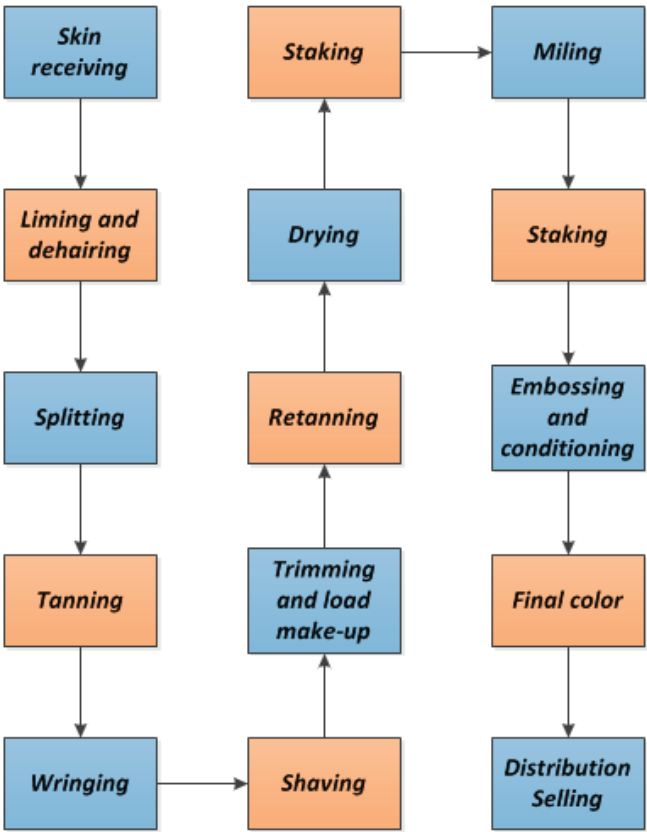 Skin
receiving
Liming and
dehairing
Splitting
Tanning
Wringing
Shaving
Trimming
and load
make-up
Retanning
Drying
Staking
Miling
Staking
Embossing
and
conditioning
Final color
Distribution
Selling